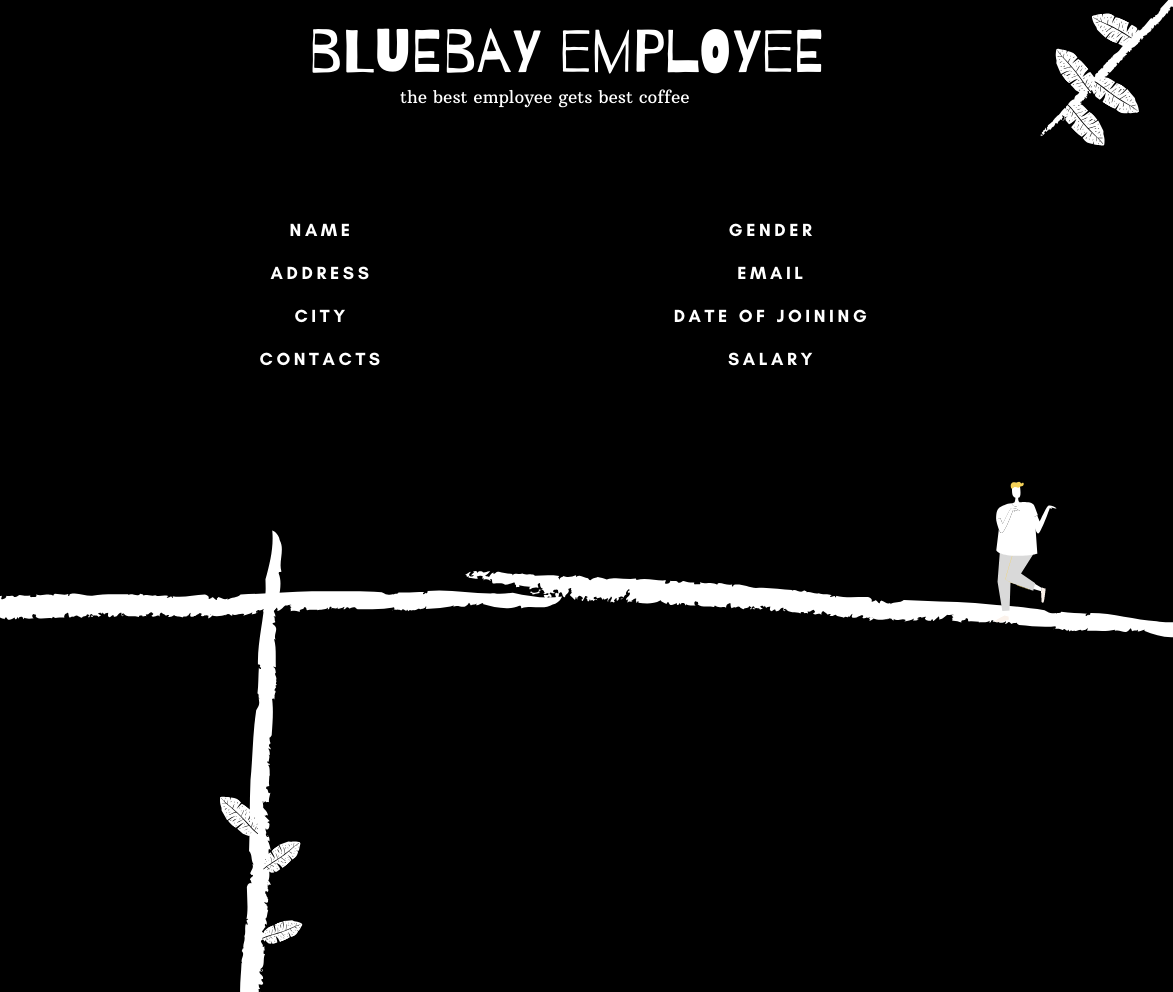 BLUEBAY EMPLOYEE
the best employee gets best coffee
NAME
ADDRESS
CITY
CONTACTS
GENDER
EMAIL
DATE OF JOINING
SALARY